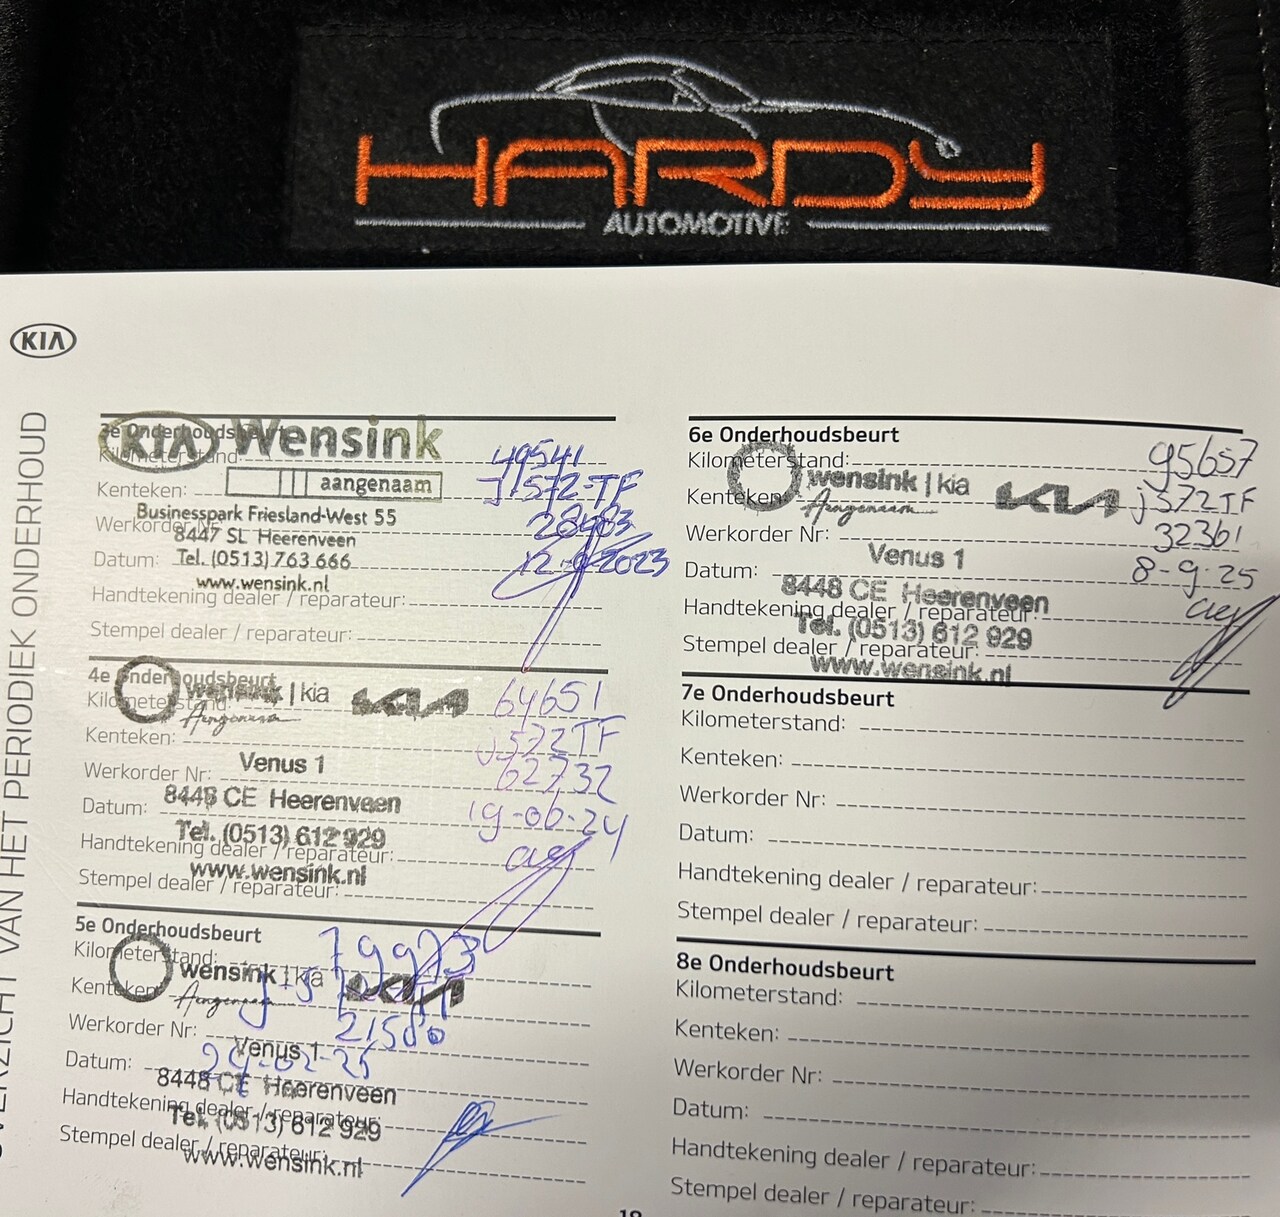 HARDY
AUTOMOTIVE
KIA
OVERZICHT VAN HET PERIODIEK ONDERHOUD
3e Onderhoudsbeurt
KIA Wensink
Kilometerstand: 49541
aangenaam
Kenteken: J-572-TF
Businesspark Friesland-West 55
Werkorder Nr:
8447 SL Heerenveen
Datum:
Tel. (0513) 763 666
www.wensink.nl
Handtekening dealer / reparateur:
Stempel dealer / reparateur:
4e Onderhoudsbeurt
wensink | kia KIA
Kilometerstand: 64651
Aangenaam
Kenteken: J572TF
Venus 1
Werkorder Nr: 62732
8448 CE Heerenveen
Datum: 19-06-24
Tel. (0513) 612 929
Handtekening dealer / reparateur:
www.wensink.nl
Stempel dealer / reparateur:
5e Onderhoudsbeurt
Kilometerstand: 79973
wensink | kia KIA
Kenteken:
Aangenaam
Werkorder Nr: 21580
Venus 1
Datum:
8448 CE Heerenveen
Handtekening dealer / reparateur:
Tel. (0513) 612 929
Stempel dealer / reparateur:
www.wensink.nl
6e Onderhoudsbeurt
Kilometerstand: 95657
wensink | kia KIA
Kenteken: J572TF
Aangenaam
Werkorder Nr: 32361
Venus 1
Datum: 8-9-25
8448 CE Heerenveen
Handtekening dealer / reparateur:
Tel. (0513) 612 929
Stempel dealer / reparateur:
www.wensink.nl
7e Onderhoudsbeurt
Kilometerstand:
Kenteken:
Werkorder Nr:
Datum:
Handtekening dealer / reparateur:
Stempel dealer / reparateur:
8e Onderhoudsbeurt
Kilometerstand:
Kenteken:
Werkorder Nr:
Datum:
Handtekening dealer / reparateur:
Stempel dealer / reparateur: